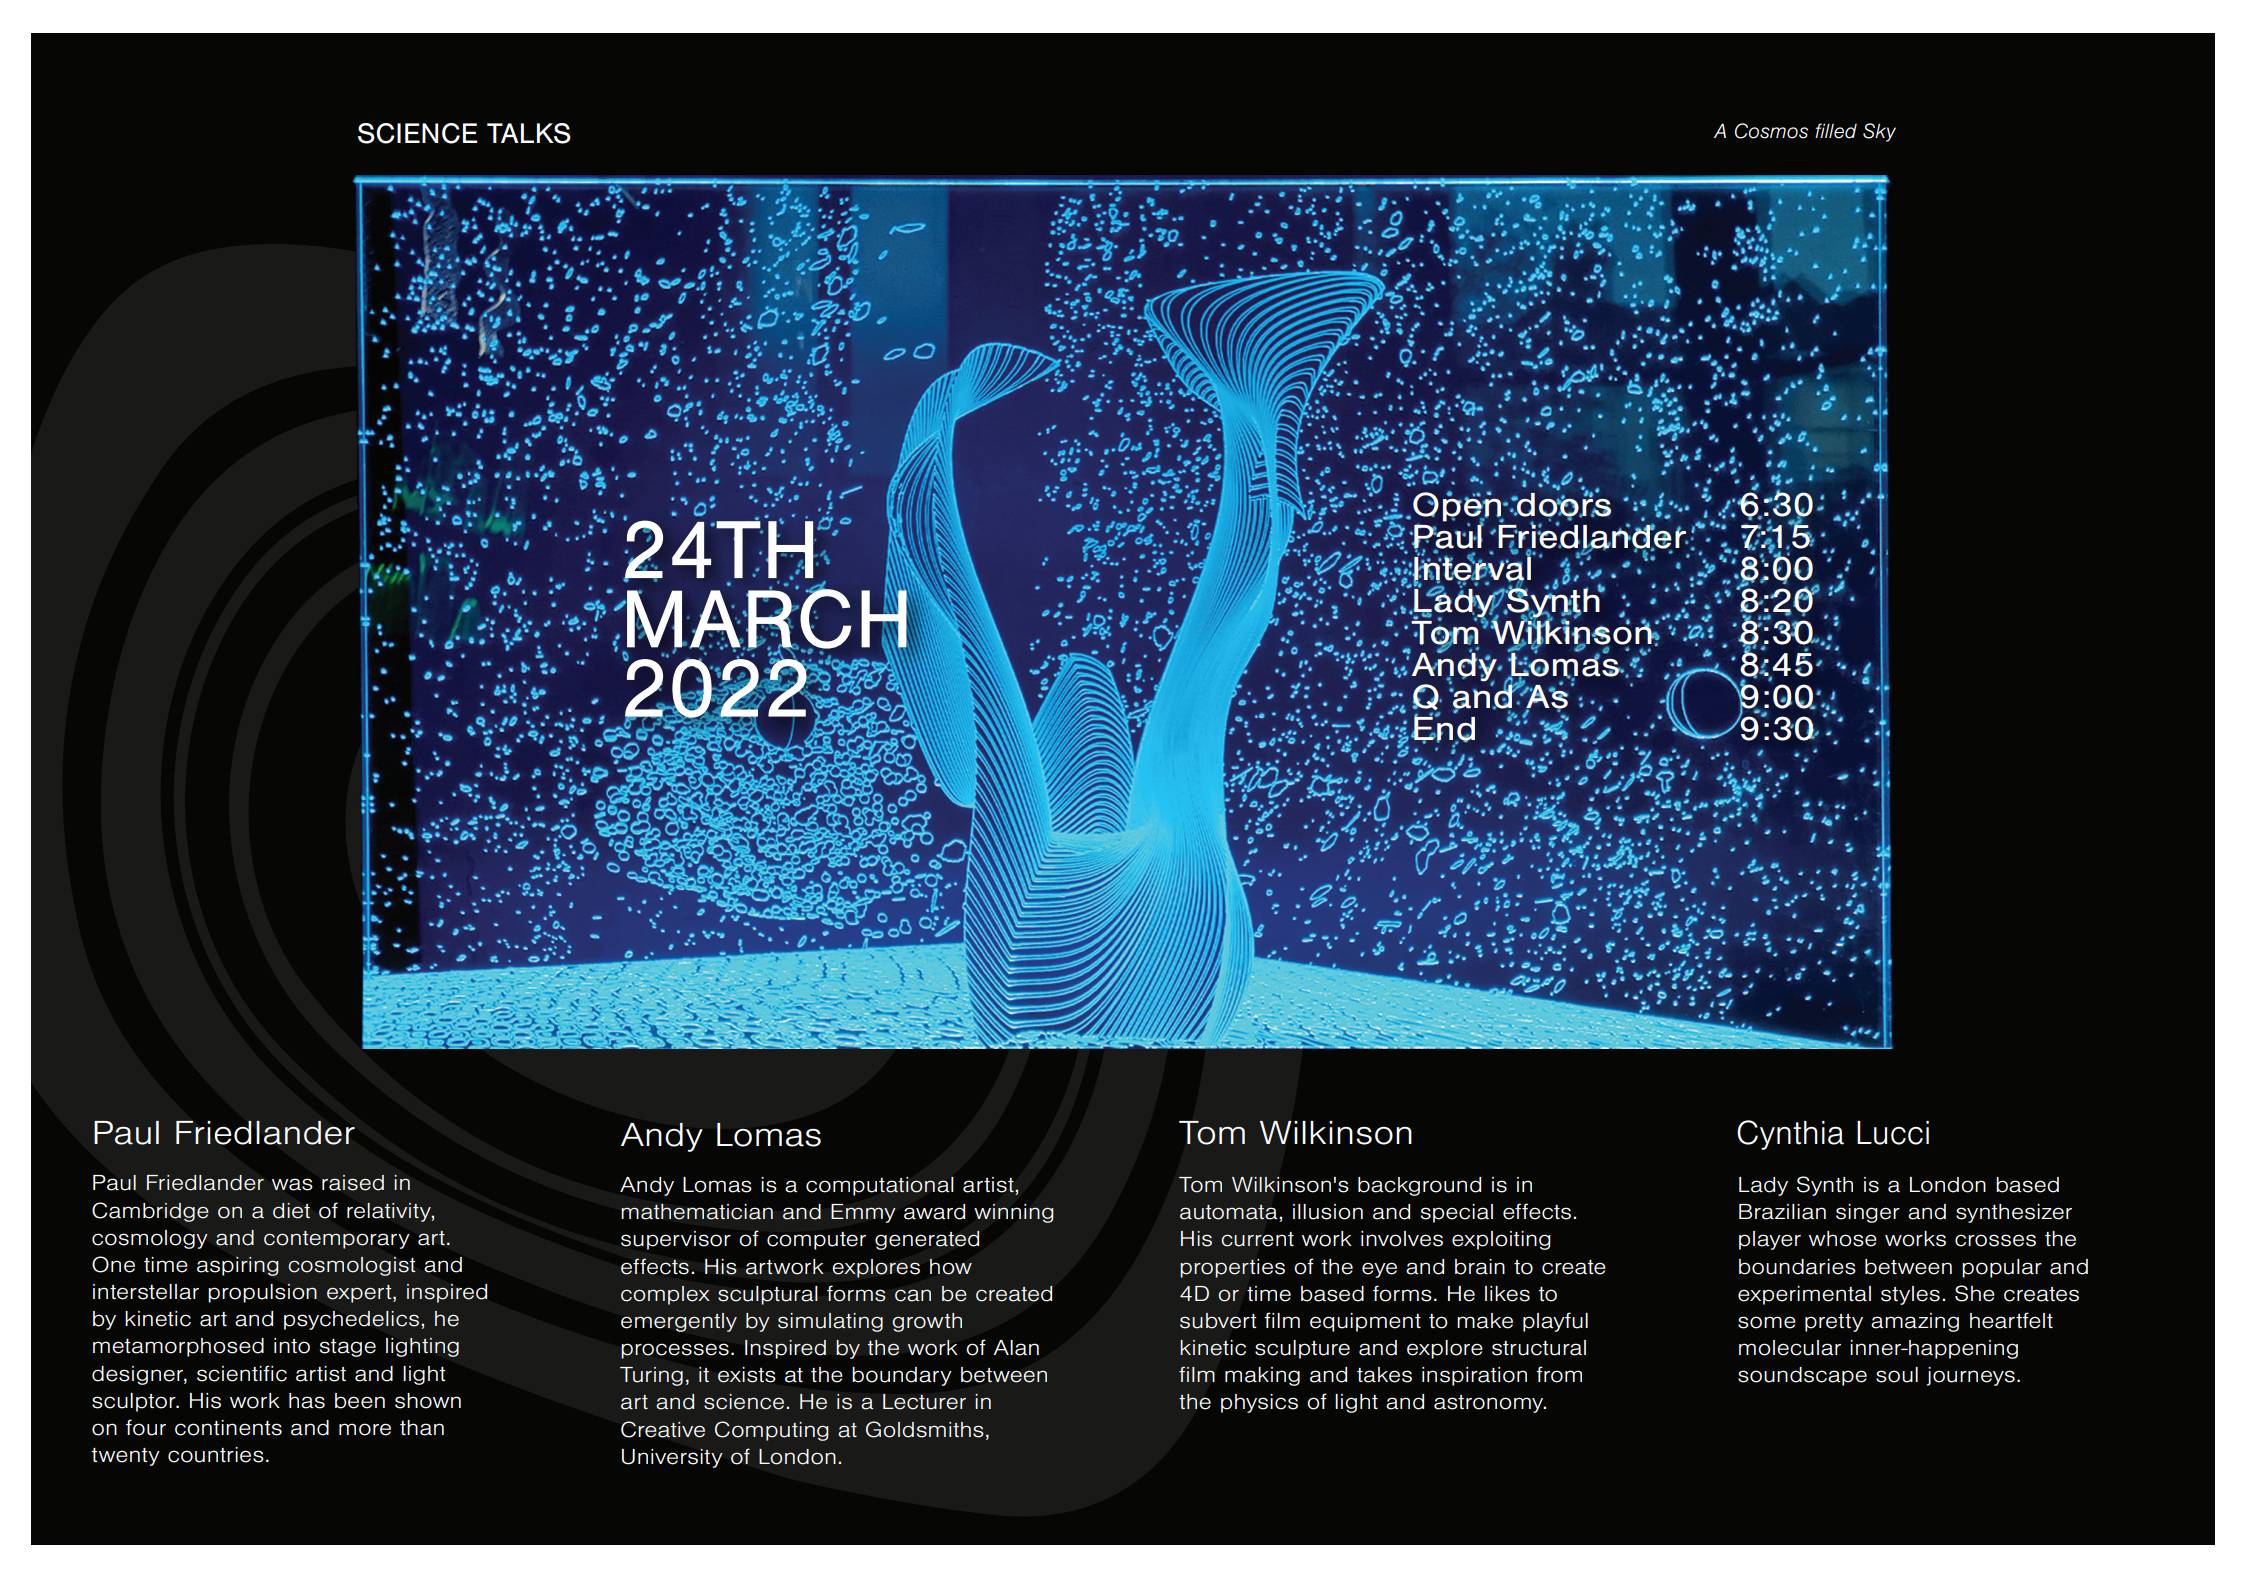 SCIENCE TALKS
A Cosmos filled Sky
24TH
MARCH
2022
Open doors 6:30
Paul Friedlander 7:15
Interval 8:00
Lady Synth 8:20
Tom Wilkinson 8:30
Andy Lomas 8:45
Q and As 9:00
End 9:30
Paul Friedlander
Paul Friedlander was raised in
Cambridge on a diet of relativity,
cosmology and contemporary art.
One time aspiring cosmologist and
interstellar propulsion expert, inspired
by kinetic art and psychedelics, he
metamorphosed into stage lighting
designer, scientific artist and light
sculptor. His work has been shown
on four continents and more than
twenty countries.
Andy Lomas
Andy Lomas is a computational artist,
mathematician and Emmy award winning
supervisor of computer generated
effects. His artwork explores how
complex sculptural forms can be created
emergently by simulating growth
processes. Inspired by the work of Alan
Turing, it exists at the boundary between
art and science. He is a Lecturer in
Creative Computing at Goldsmiths,
University of London.
Tom Wilkinson
Tom Wilkinson's background is in
automata, illusion and special effects.
His current work involves exploiting
properties of the eye and brain to create
4D or time based forms. He likes to
subvert film equipment to make playful
kinetic sculpture and explore structural
film making and takes inspiration from
the physics of light and astronomy.
Cynthia Lucci
Lady Synth is a London based
Brazilian singer and synthesizer
player whose works crosses the
boundaries between popular and
experimental styles. She creates
some pretty amazing heartfelt
molecular inner-happening
soundscape soul journeys.